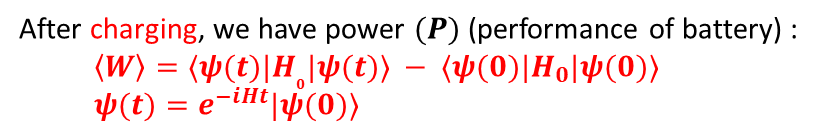 After charging, we have power (P) (performance of battery) :
⟨W⟩ = ⟨ψ(t)|H₀|ψ(t)⟩ − ⟨ψ(0)|H₀|ψ(0)⟩
ψ(t) = e^{−iHt}|ψ(0)⟩